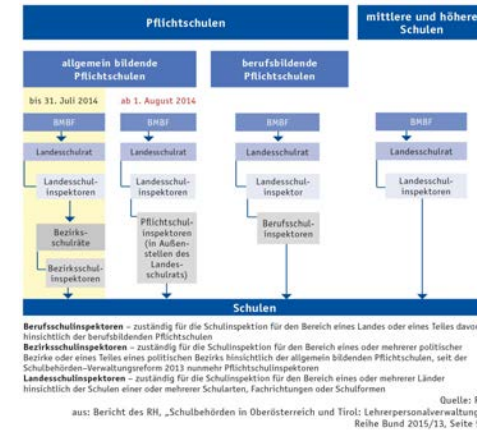 Pflichtschulen
mittlere und höhere
Schulen
allgemein bildende
Pflichtschulen
berufsbildende
Pflichtschulen
bis 31. Juli 2014
ab 1. August 2014
BMBF
BMBF
BMBF
BMBF
Landesschulrat
Landesschulrat
Landesschulrat
Landesschulrat
Landesschul-
inspektoren
Landesschul-
inspektoren
Landesschul-
inspektor
Landesschul-
inspektoren
Bezirks-
schulräte
Bezirksschul-
inspektoren
Pflichtschul-
inspektoren
(in Außen-
stellen des
Landes-
schulrats)
Berufsschul-
inspektoren
Schulen
Berufsschulinspektoren – zuständig für die Schulinspektion für den Bereich eines Landes oder eines Teiles davon
hinsichtlich der berufsbildenden Pflichtschulen
Bezirksschulinspektoren – zuständig für die Schulinspektion für den Bereich eines oder mehrerer politischer
Bezirke oder eines Teiles eines politischen Bezirks hinsichtlich der allgemein bildenden Pflichtschulen, seit der
Schulbehörden–Verwaltungsreform 2013 nunmehr Pflichtschulinspektoren
Landesschulinspektoren – zuständig für die Schulinspektion für den Bereich eines oder mehrerer Länder
hinsichtlich der Schulen einer oder mehrerer Schularten, Fachrichtungen oder Schulformen
Quelle:
aus: Bericht des RH, „Schulbehörden in Oberösterreich und Tirol: Lehrerpersonalverwaltung
Reihe Bund 2015/13, Seite